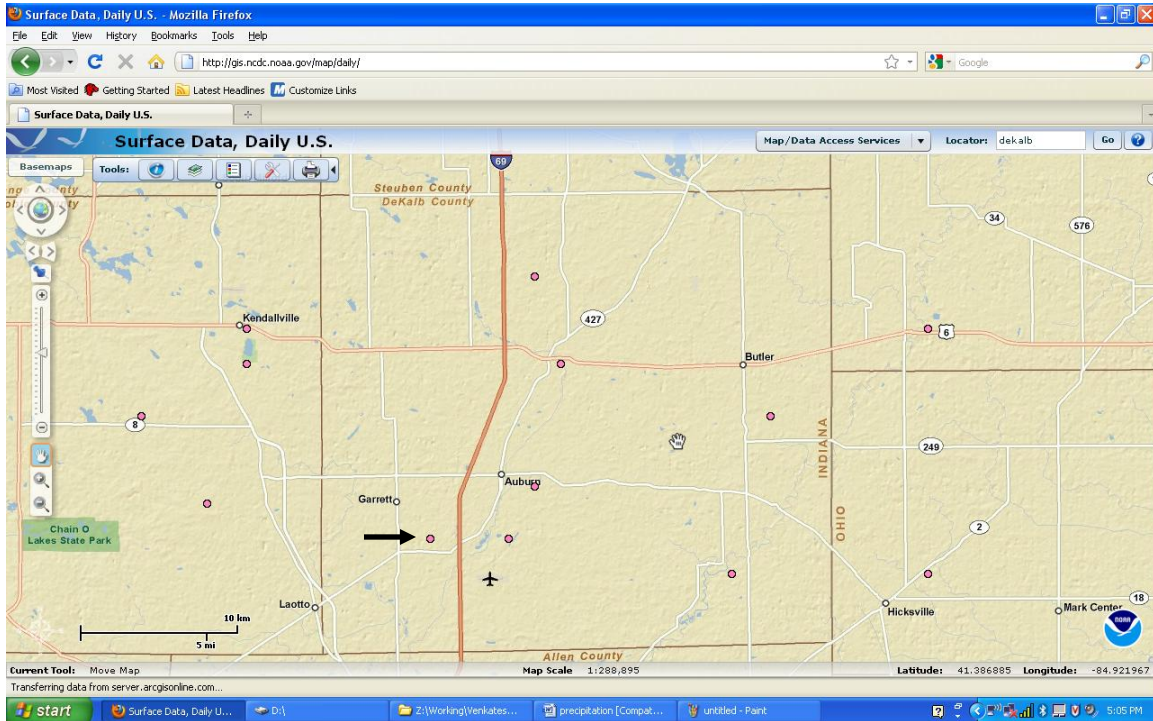 Surface Data, Daily U.S. - Mozilla Firefox
File Edit View History Bookmarks Tools Help
http://gis.ncdc.noaa.gov/map/daily/
Google
Most Visited Getting Started Latest Headlines Customize Links
Surface Data, Daily U.S.
Surface Data, Daily U.S.
Map/Data Access Services
Locator: dekalb Go ?
Basemaps Tools:
69
Steuben County
DeKalb County
34
576
Kendallville
427
6
Butler
8
INDIANA
249
Auburn
Garrett
OHIO
2
Chain O
Lakes State Park
Laotto
Hicksville
18
Mark Center
10 km
5 mi
NOAA
Allen County
Current Tool: Move Map
Map Scale 1:288,895
Latitude: 41.386885 Longitude: -84.921967
Transferring data from server.arcgisonline.com...
start
Surface Data, Daily U...
D:\
Z:\Working\Venkates...
precipitation [Compat...
untitled - Paint
5:05 PM